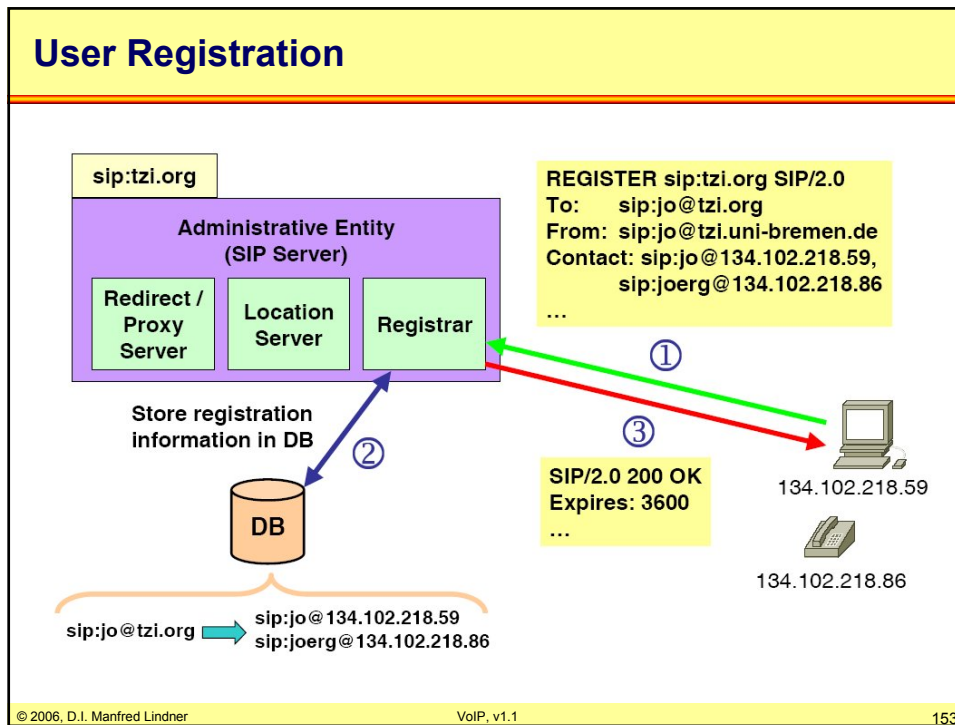 User Registration
sip:tzi.org
Administrative Entity
(SIP Server)
Redirect /
Proxy
Server
Location
Server
Registrar
REGISTER sip:tzi.org SIP/2.0
To: sip:jo@tzi.org
From: sip:jo@tzi.uni-bremen.de
Contact: sip:jo@134.102.218.59,
sip:joerg@134.102.218.86
…
①
Store registration
information in DB
②
③
SIP/2.0 200 OK
Expires: 3600
…
134.102.218.59
134.102.218.86
DB
sip:jo@tzi.org
sip:jo@134.102.218.59
sip:joerg@134.102.218.86
© 2006, D.I. Manfred Lindner
VoIP, v1.1
153